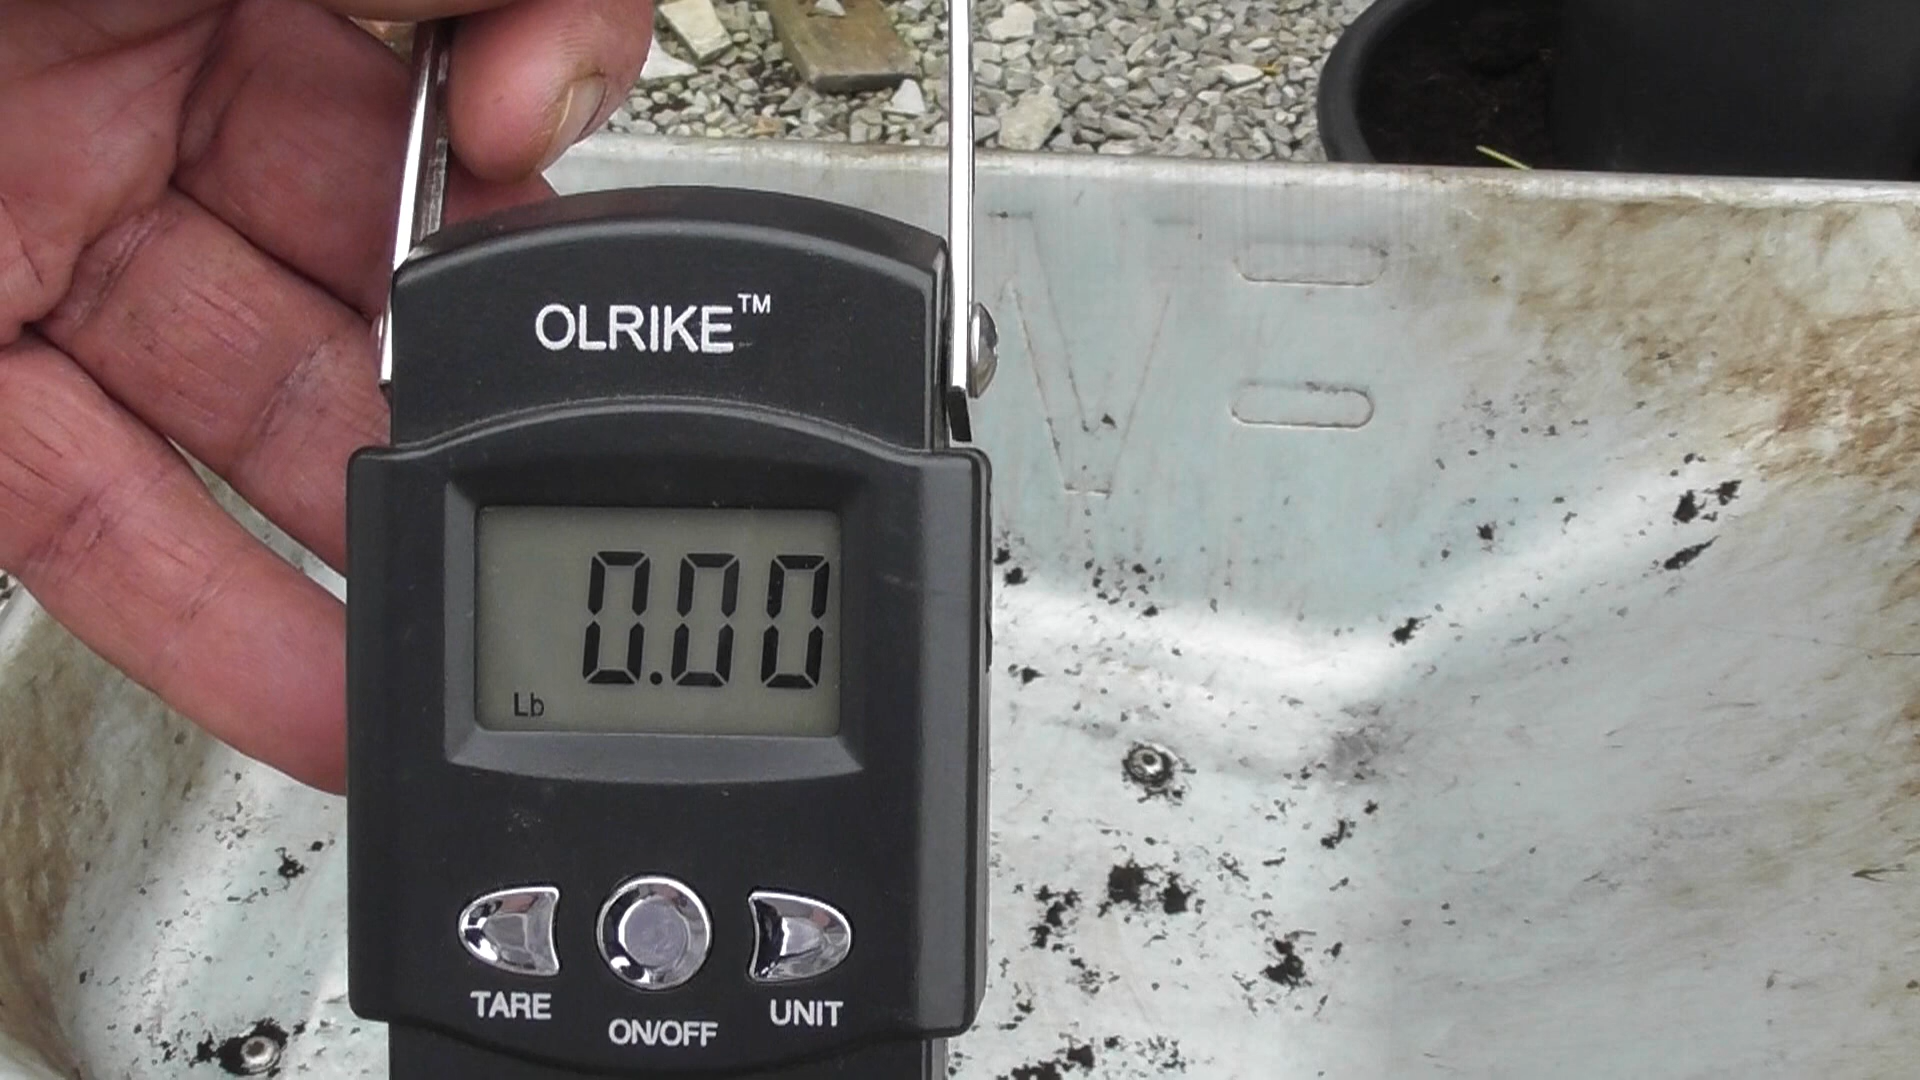 OLRIKE™
0.00
Lb
TARE
ON/OFF
UNIT